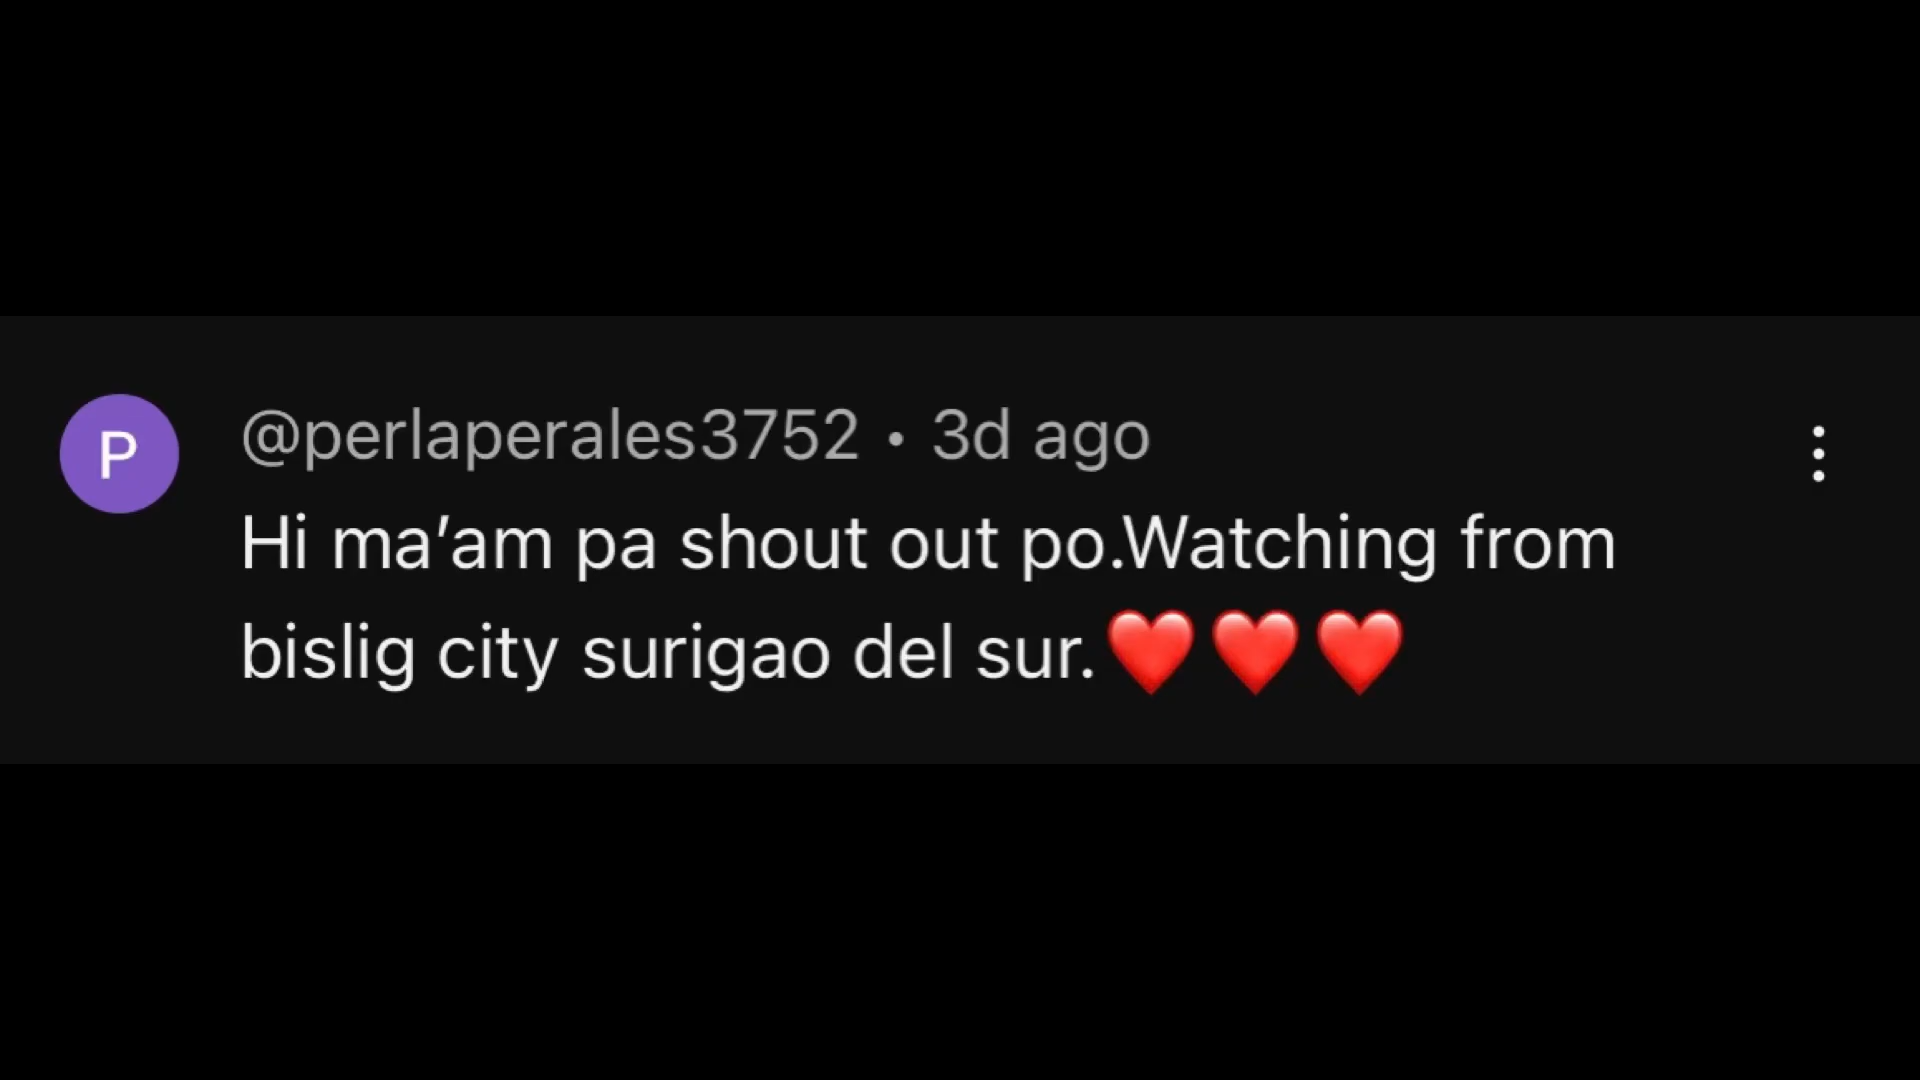 P
@perlaperales3752 • 3d ago
Hi ma’am pa shout out po.Watching from
bislig city surigao del sur.❤️❤️❤️